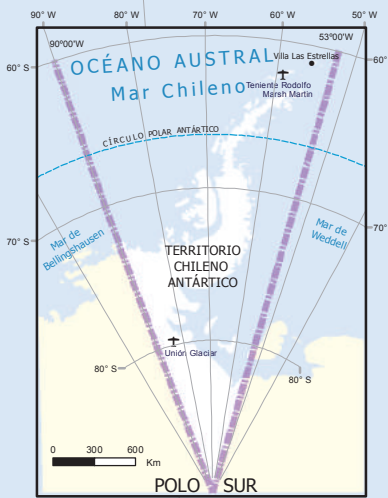 90° W
80° W
70° W
60° W
50° W
90°00'W
53°00'W
60° S
60° S
OCÉANO AUSTRAL
Mar Chileno
Villa Las Estrellas
Teniente Rodolfo
Marsh Martin
CÍRCULO POLAR ANTÁRTICO
Mar de
Bellingshausen
Mar de
Weddell
70° S
70° S
TERRITORIO
CHILENO
ANTÁRTICO
Unión Glaciar
80° S
80° S
0 300 600
Km
POLO SUR